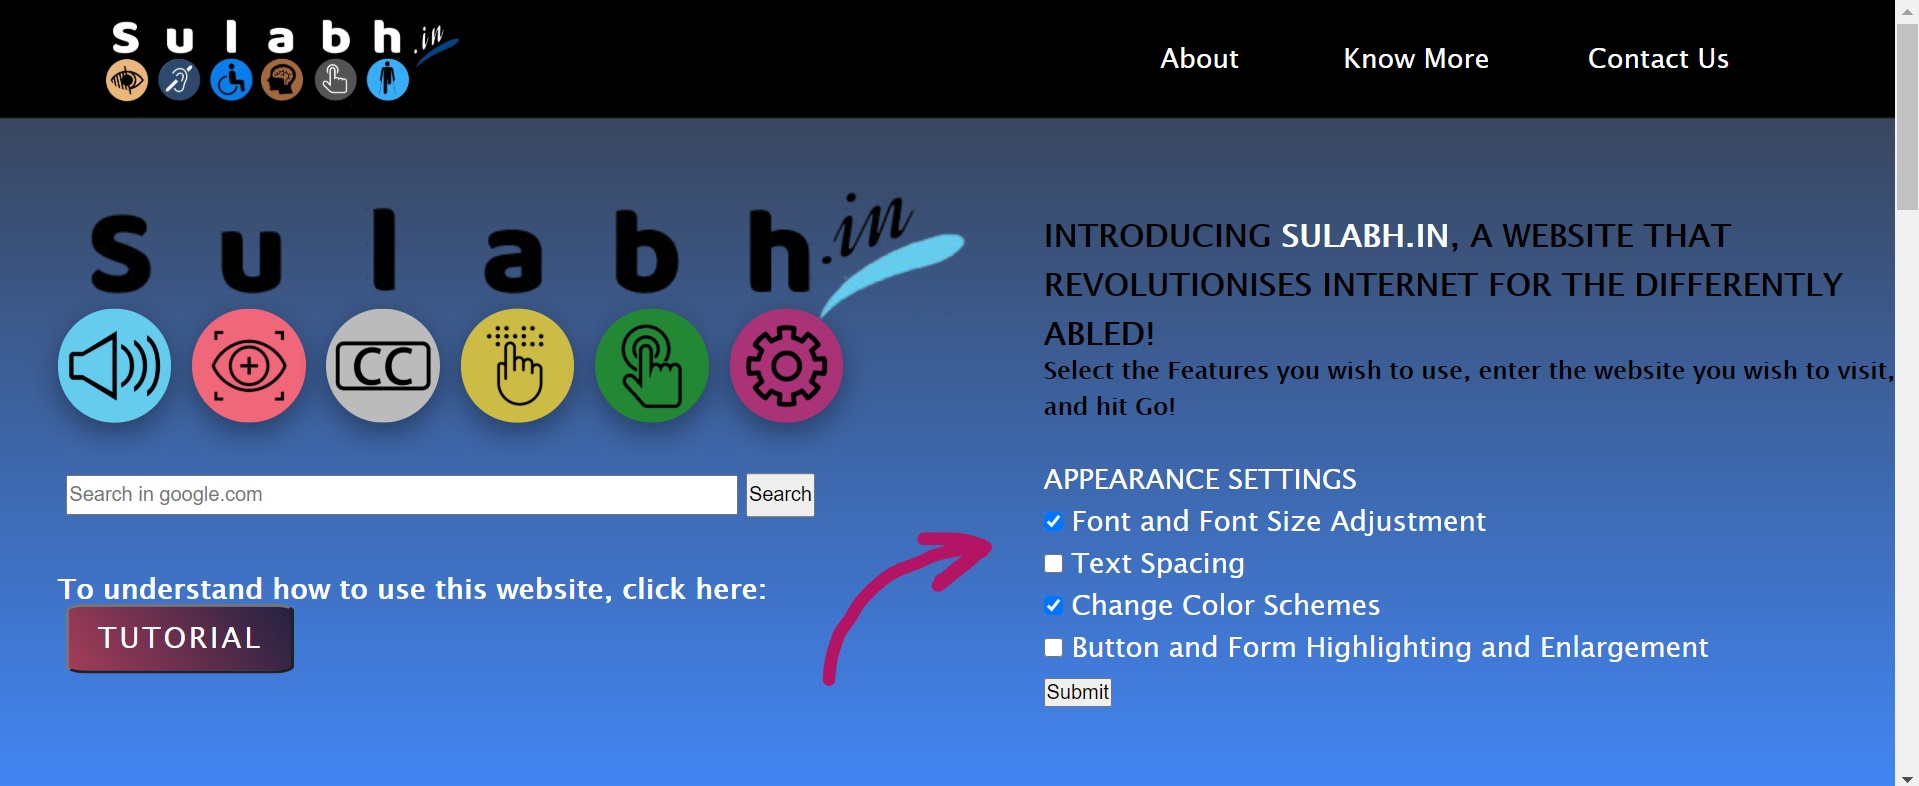 Sulabh.in
About
Know More
Contact Us
Sulabh.in
CC
Search in google.com
Search
To understand how to use this website, click here:
TUTORIAL
INTRODUCING SULABH.IN, A WEBSITE THAT
REVOLUTIONISES INTERNET FOR THE DIFFERENTLY
ABLED!
Select the Features you wish to use, enter the website you wish to visit,
and hit Go!
APPEARANCE SETTINGS
Font and Font Size Adjustment
Text Spacing
Change Color Schemes
Button and Form Highlighting and Enlargement
Submit